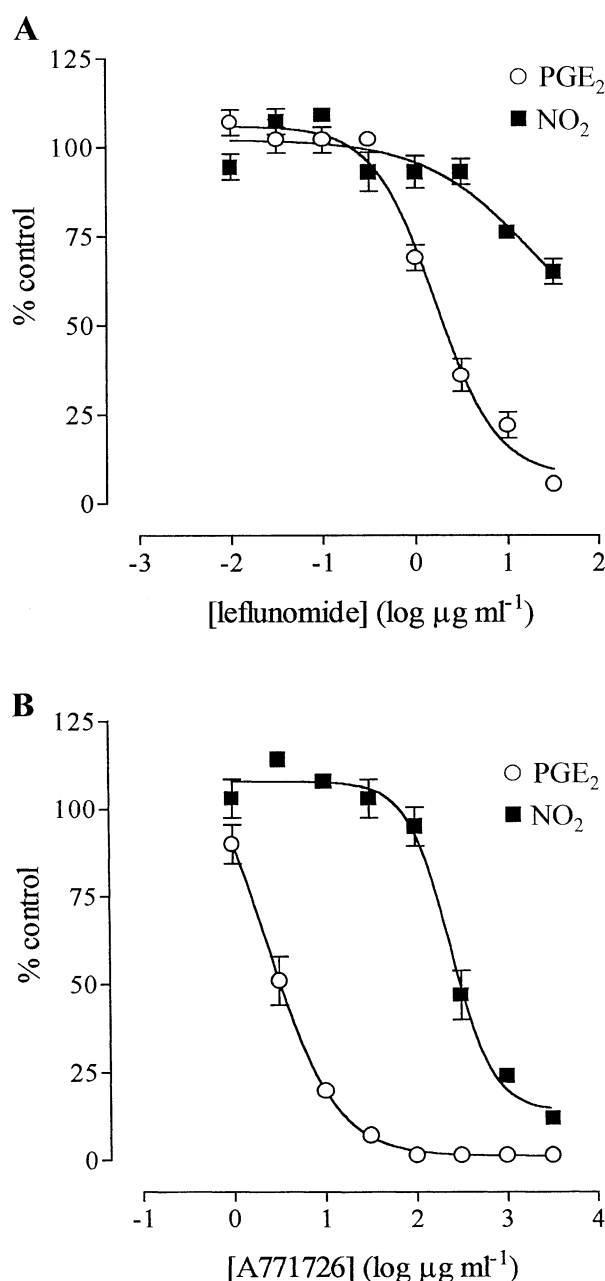 A
125
100
75
50
25
0
% control
PGE₂
NO₂
-3 -2 -1 0 1 2
[leflunomide] (log µg ml⁻¹)
B
125
100
75
50
25
0
% control
PGE₂
NO₂
-1 0 1 2 3 4
[A771726] (log µg ml⁻¹)